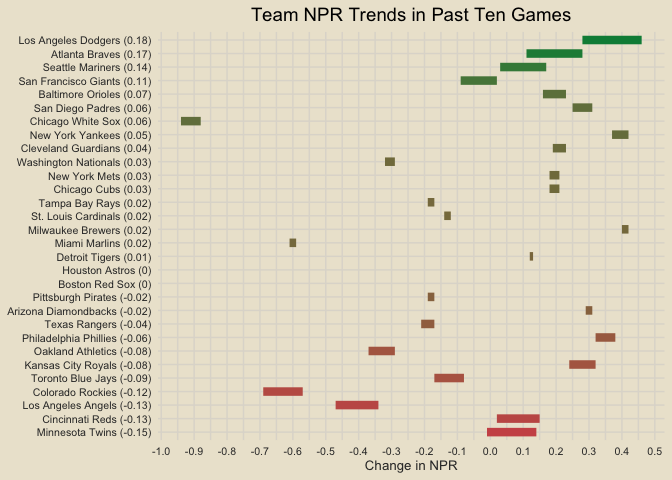 Team NPR Trends in Past Ten Games
Los Angeles Dodgers (0.18)
Atlanta Braves (0.17)
Seattle Mariners (0.14)
San Francisco Giants (0.11)
Baltimore Orioles (0.07)
San Diego Padres (0.06)
Chicago White Sox (0.06)
New York Yankees (0.05)
Cleveland Guardians (0.04)
Washington Nationals (0.03)
New York Mets (0.03)
Chicago Cubs (0.03)
Tampa Bay Rays (0.02)
St. Louis Cardinals (0.02)
Milwaukee Brewers (0.02)
Miami Marlins (0.02)
Detroit Tigers (0.01)
Houston Astros (0)
Boston Red Sox (0)
Pittsburgh Pirates (-0.02)
Arizona Diamondbacks (-0.02)
Texas Rangers (-0.04)
Philadelphia Phillies (-0.06)
Oakland Athletics (-0.08)
Kansas City Royals (-0.08)
Toronto Blue Jays (-0.09)
Colorado Rockies (-0.12)
Los Angeles Angels (-0.13)
Cincinnati Reds (-0.13)
Minnesota Twins (-0.15)
-1.0 -0.9 -0.8 -0.7 -0.6 -0.5 -0.4 -0.3 -0.2 -0.1 0.0 0.1 0.2 0.3 0.4 0.5
Change in NPR